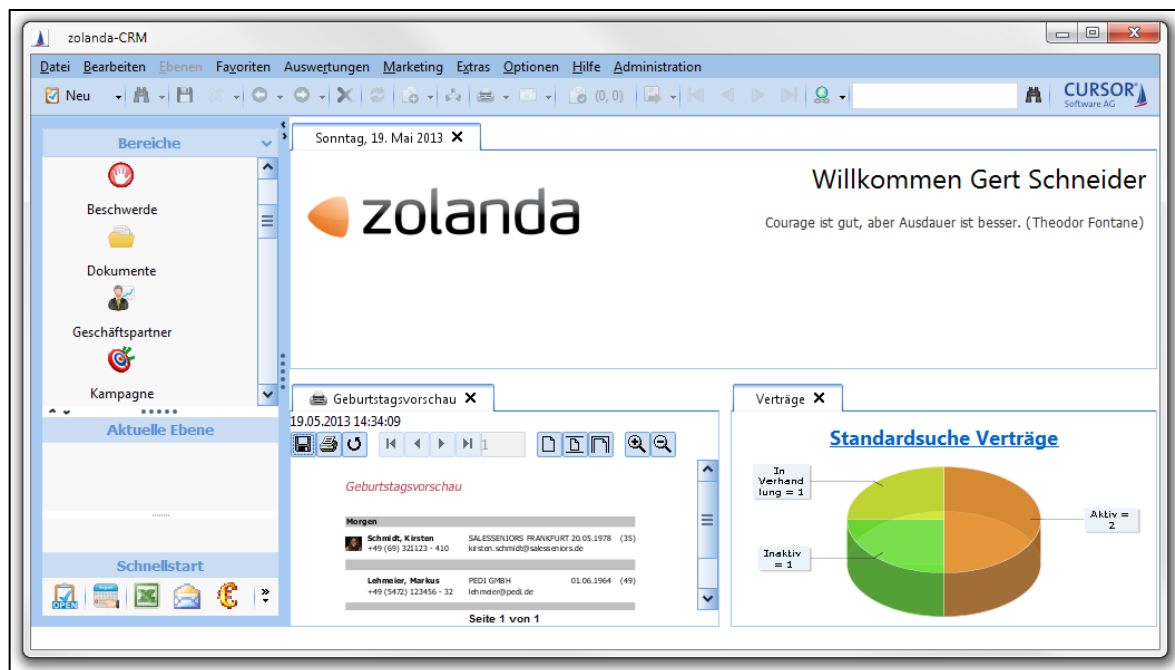 zolanda-CRM
Datei Bearbeiten Ebenen Favoriten Auswertungen Marketing Extras Optionen Hilfe Administration
Neu (0, 0) CURSOR
Software AG
Bereiche
Beschwerde
Dokumente
Geschäftspartner
Kampagne
Aktuelle Ebene
Schnellstart
OPEN
Sonntag, 19. Mai 2013
zolanda
Willkommen Gert Schneider
Courage ist gut, aber Ausdauer ist besser. (Theodor Fontane)
Geburtstagsvorschau
19.05.2013 14:34:09
1
Geburtstagsvorschau
Morgen
Schmidt, Kirsten SALESSENIORS FRANKFURT 20.05.1978 (35)
+49 (69) 321123 - 410 kirsten.schmidt@salesseniors.de
Lehmeier, Markus PEDI GMBH 01.06.1964 (49)
+49 (5472) 123456 - 32 lehmeier@pedi.de
Seite 1 von 1
Verträge
Standardsuche Verträge
In
Verhand
lung = 1
Aktiv =
2
Inaktiv
= 1